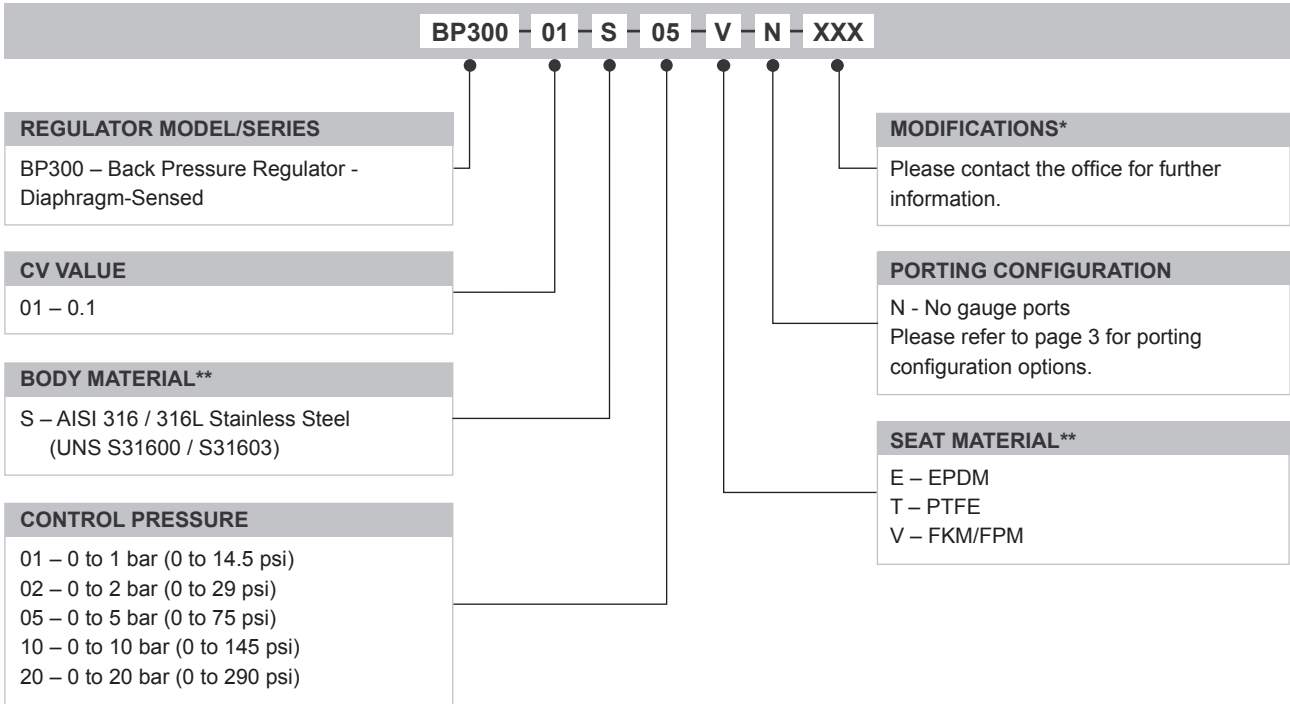 BP300 – 01 – S – 05 – V – N – XXX
REGULATOR MODEL/SERIES
BP300 – Back Pressure Regulator -
Diaphragm-Sensed
CV VALUE
01 – 0.1
BODY MATERIAL**
S – AISI 316 / 316L Stainless Steel
(UNS S31600 / S31603)
CONTROL PRESSURE
01 – 0 to 1 bar (0 to 14.5 psi)
02 – 0 to 2 bar (0 to 29 psi)
05 – 0 to 5 bar (0 to 75 psi)
10 – 0 to 10 bar (0 to 145 psi)
20 – 0 to 20 bar (0 to 290 psi)
MODIFICATIONS*
Please contact the office for further
information.
PORTING CONFIGURATION
N - No gauge ports
Please refer to page 3 for porting
configuration options.
SEAT MATERIAL**
E – EPDM
T – PTFE
V – FKM/FPM